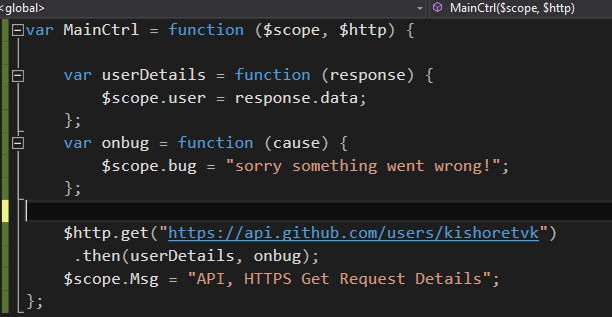 <global>
MainCtrl($scope, $http)
var MainCtrl = function ($scope, $http) {
var userDetails = function (response) {
$scope.user = response.data;
};
var onbug = function (cause) {
$scope.bug = "sorry something went wrong!";
};
$http.get("https://api.github.com/users/kishoretvk")
.then(userDetails, onbug);
$scope.Msg = "API, HTTPS Get Request Details";
};